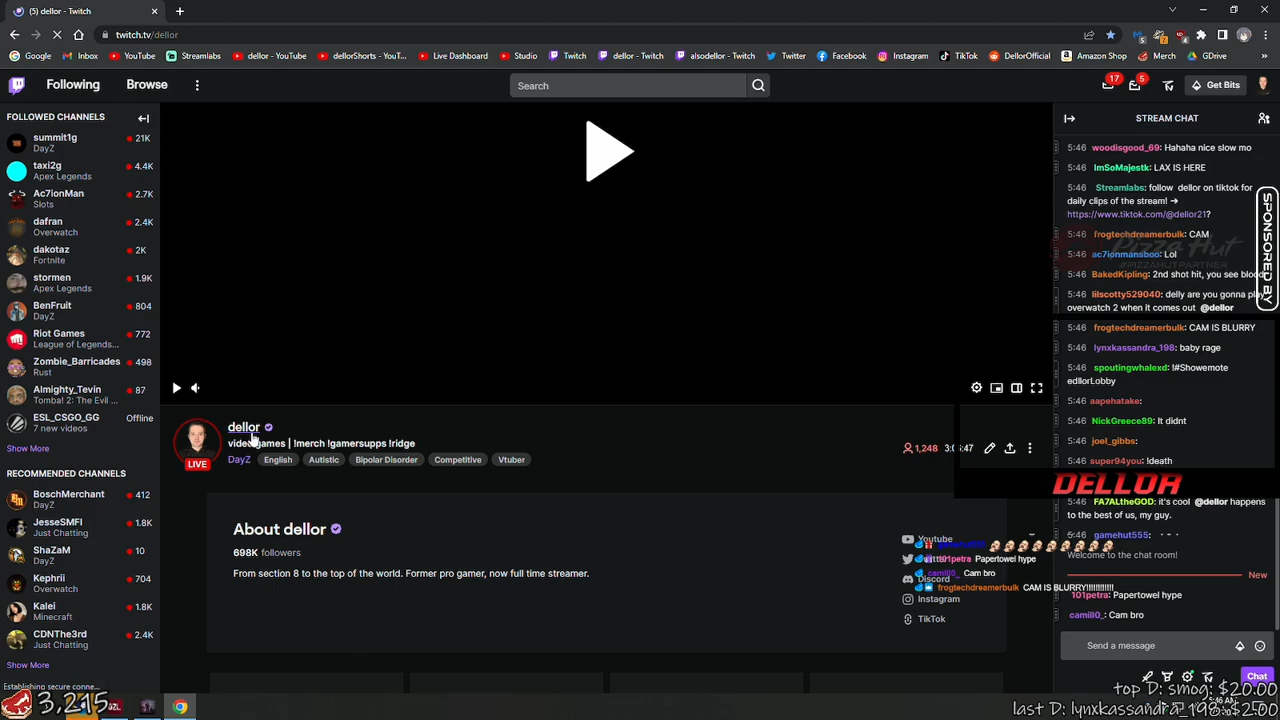 (5) dellor - Twitch
twitch.tv/dellor
Google
Inbox
YouTube
Streamlabs
dellor - YouTube
dellorShorts - YouT...
Live Dashboard
Studio
Twitch
dellor - Twitch
alsodellor - Twitch
Twitter
Facebook
Instagram
TikTok
DellorOfficial
Amazon Shop
Merch
GDrive
Following
Browse
Search
17
5
Get Bits
FOLLOWED CHANNELS
summit1g
21K
DayZ
taxi2g
4.4K
Apex Legends
Ac7ionMan
2.7K
Slots
dafran
2.4K
Overwatch
dakotaz
2K
Fortnite
stormen
1.9K
Apex Legends
BenFruit
804
DayZ
Riot Games
772
League of Legends...
Zombie_Barricades
498
Rust
Almighty_Tevin
87
Tomba! 2: The Evil ...
ESL_CSGO_GG
Offline
7 new videos
Show More
RECOMMENDED CHANNELS
BoschMerchant
412
DayZ
JesseSMFI
1.8K
Just Chatting
ShaZaM
10
DayZ
Kephrii
704
Overwatch
Kalei
1.8K
Minecraft
CDNThe3rd
2.4K
Just Chatting
Show More
Establishing secure conne...
3,215
dellor
LIVE
DayZ
English
Autistic
Bipolar Disorder
Competitive
Vtuber
1,248
About dellor
698K followers
From section 8 to the top of the world. Former pro gamer, now full time streamer.
Youtube
Discord
Instagram
TikTok
STREAM CHAT
5:46 woodisgood_69: Hahaha nice slow mo
5:46 ImSoMajestk: LAX IS HERE
5:46 Streamlabs: follow dellor on tiktok for
daily clips of the stream! ➜
https://www.tiktok.com/@dellor21?
5:46 frogtechdreamerbulk: CAM
Pizza Hut
#PIZZAHUTPARTNER
5:46 ac7ionmansboo: Lol
5:46 BakedKipling: 2nd shot hit, you see blood
5:46 lilscotty529040: delly are you gonna play
overwatch 2 when it comes out @dellor
SPONSORED BY
5:46 frogtechdreamerbulk: CAM IS BLURRY
5:46 lynxkassandra_198: baby rage
5:46 spoutingwhalexd: !#Showemote
edllorLobby
5:46 aapehatake:
5:46 NickGreece89: It didnt
5:46 joel_gibbs:
5:46 super94you: !death
DELLOR
5:46 FA7ALtheGOD: it's cool @dellor happens
to the best of us, my guy.
5:46 gamehut555:
Welcome to the chat room!
New
101petra: Papertowel hype
camill0_: Cam bro
101petra Papertowel hype
camill0_ Cam bro
frogtechdreamerbulk CAM IS BLURRY!!!!!!!!!!!!
Send a message
Chat
top D: smog: $20.00
last D: lynxkassandra_198: $2.00